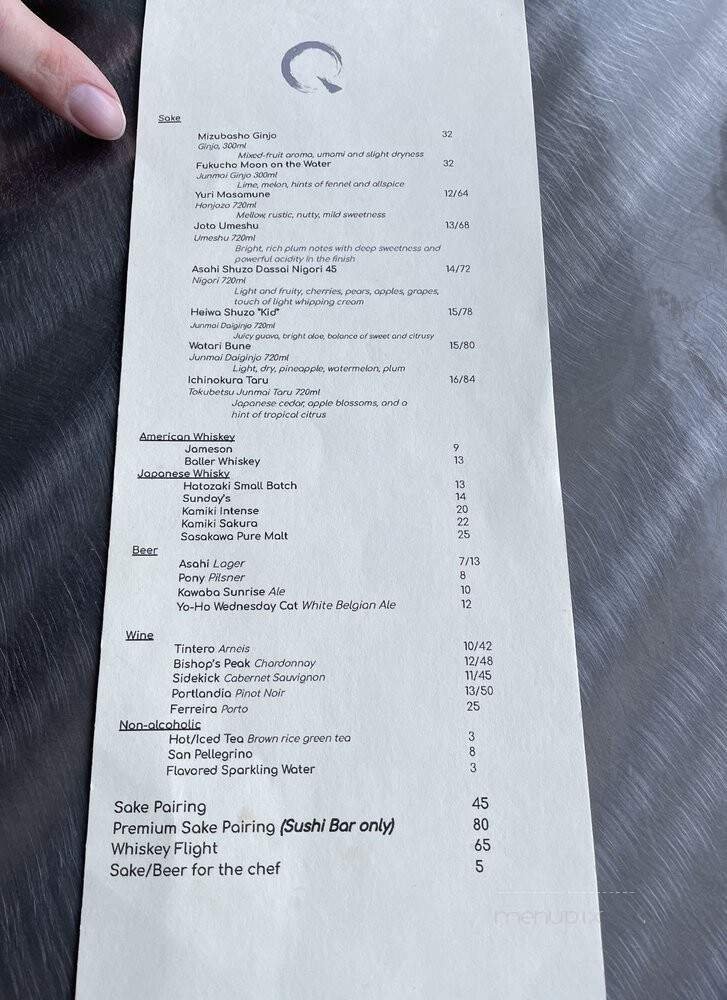 Sake
Mizubasho Ginjo 32
Ginjo, 300ml
Mixed-fruit aroma, umami and slight dryness
Fukucho Moon on the Water 32
Junmai Ginjo 300ml
Lime, melon, hints of fennel and allspice
Yuri Masamune 12/64
Honjozo 720ml
Mellow, rustic, nutty, mild sweetness
Joto Umeshu 13/68
Umeshu 720ml
Bright, rich plum notes with deep sweetness and
powerful acidity in the finish
Asahi Shuzo Dassai Nigori 45 14/72
Nigori 720ml
Light and fruity, cherries, pears, apples, grapes,
touch of light whipping cream
Heiwa Shuzo "Kid" 15/78
Junmai Daiginjo 720ml
Juicy guava, bright aloe, balance of sweet and citrusy
Watari Bune 15/80
Junmai Daiginjo 720ml
Light, dry, pineapple, watermelon, plum
Ichinokura Taru 16/84
Tokubetsu Junmai Taru 720ml
Japanese cedar, apple blossoms, and a
hint of tropical citrus
American Whiskey
Jameson 9
Baller Whiskey 13
Japanese Whisky
Hatozaki Small Batch 13
Sunday's 14
Kamiki Intense 20
Kamiki Sakura 22
Sasakawa Pure Malt 25
Beer
Asahi Lager 7/13
Pony Pilsner 8
Kawaba Sunrise Ale 10
Yo-Ho Wednesday Cat White Belgian Ale 12
Wine
Tintero Arneis 10/42
Bishop's Peak Chardonnay 12/48
Sidekick Cabernet Sauvignon 11/45
Portlandia Pinot Noir 13/50
Ferreira Porto 25
Non-alcoholic
Hot/Iced Tea Brown rice green tea 3
San Pellegrino 8
Flavored Sparkling Water 3
Sake Pairing 45
Premium Sake Pairing (Sushi Bar only) 80
Whiskey Flight 65
Sake/Beer for the chef 5
menupix